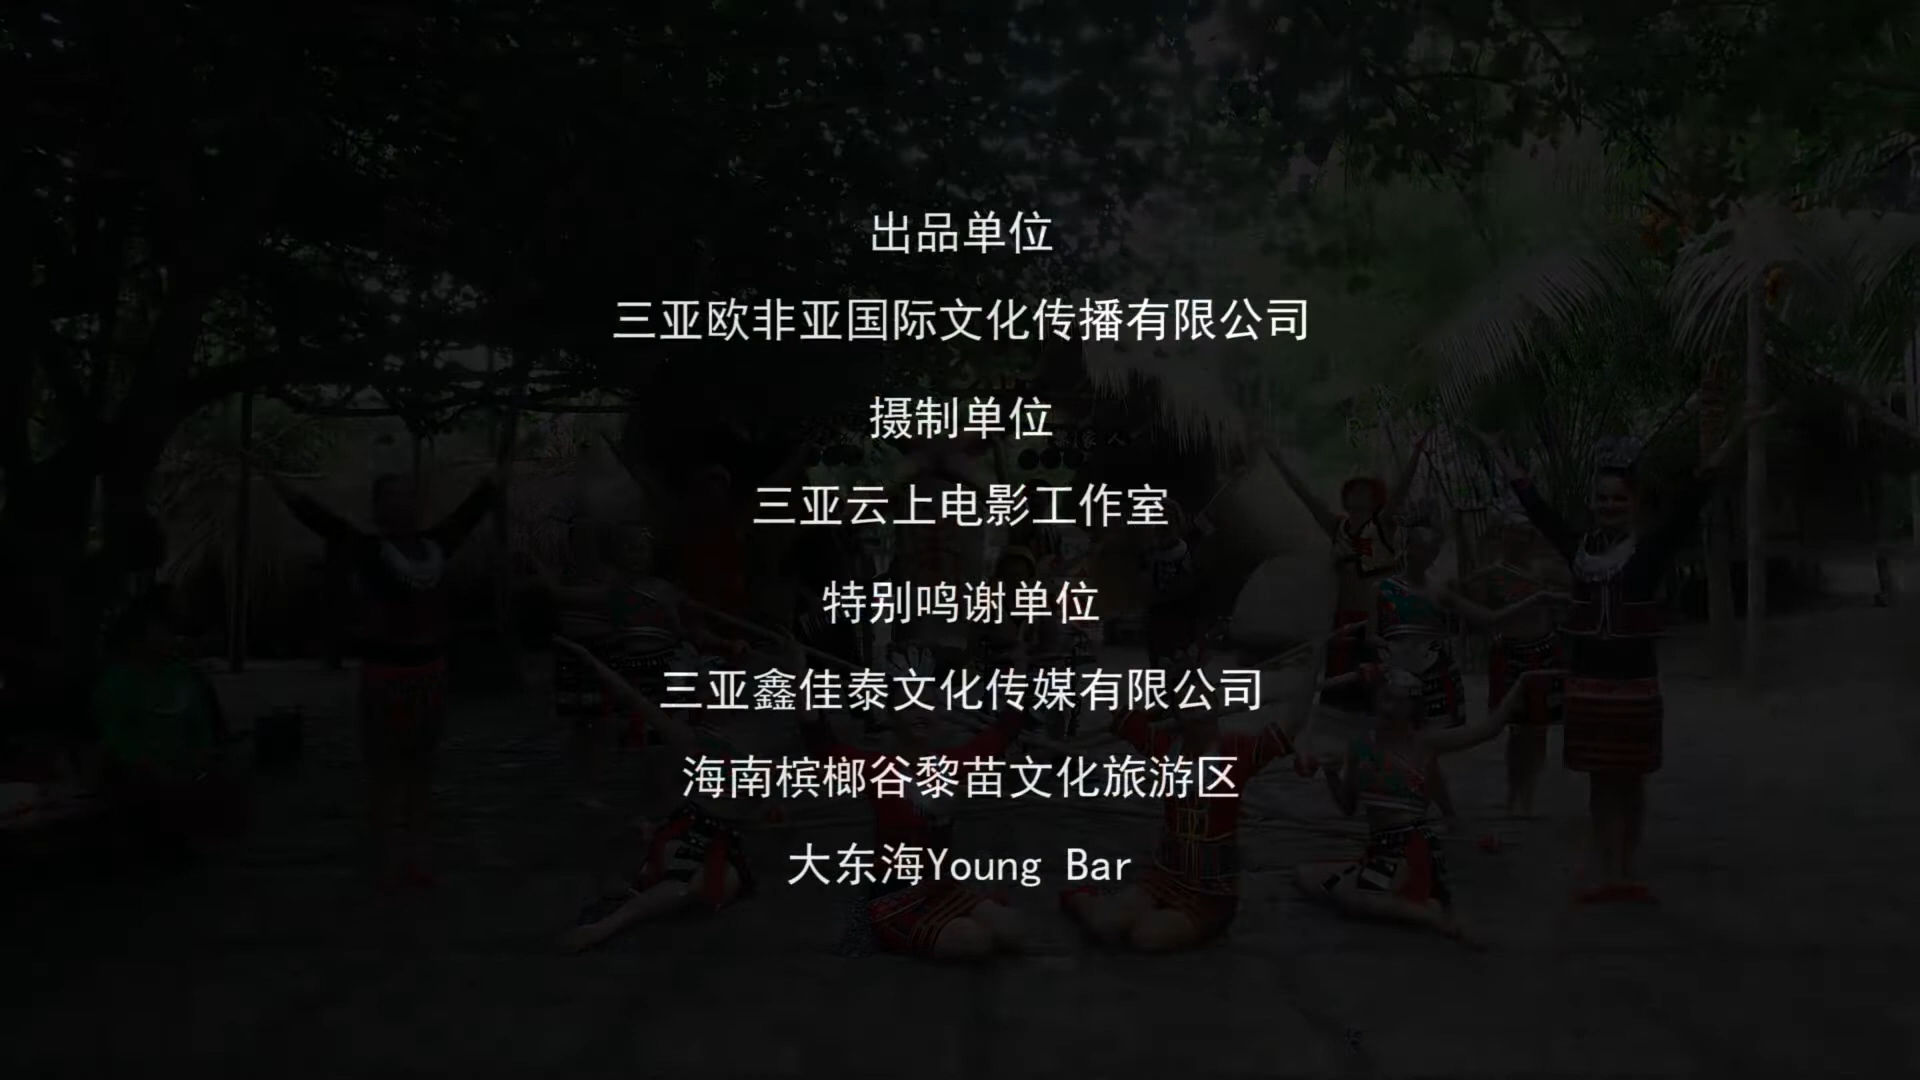 出品单位
三亚欧非亚国际文化传播有限公司
摄制单位
三亚云上电影工作室
特别鸣谢单位
三亚鑫佳泰文化传媒有限公司
海南槟榔谷黎苗文化旅游区
大东海Young Bar